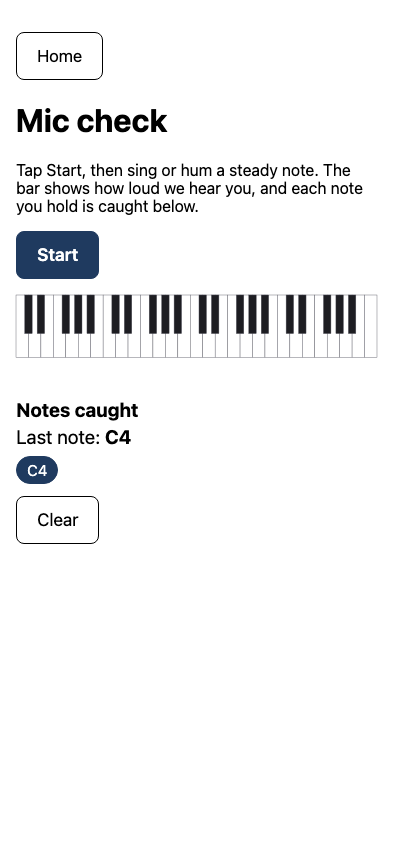 Home
Mic check
Tap Start, then sing or hum a steady note. The
bar shows how loud we hear you, and each note
you hold is caught below.
Start
Notes caught
Last note: C4
C4
Clear